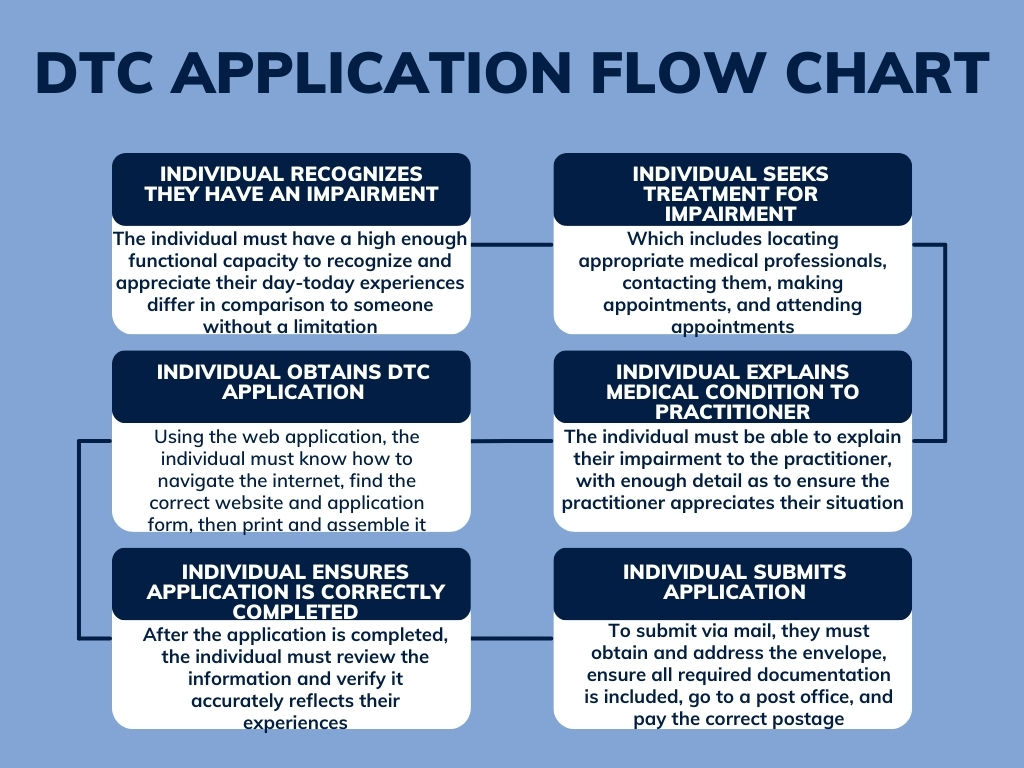 DTC APPLICATION FLOW CHART
INDIVIDUAL RECOGNIZES
THEY HAVE AN IMPAIRMENT
The individual must have a high enough
functional capacity to recognize and
appreciate their day-today experiences
differ in comparison to someone
without a limitation
INDIVIDUAL SEEKS
TREATMENT FOR
IMPAIRMENT
Which includes locating
appropriate medical professionals,
contacting them, making
appointments, and attending
appointments
INDIVIDUAL EXPLAINS
MEDICAL CONDITION TO
PRACTITIONER
The individual must be able to explain
their impairment to the practitioner,
with enough detail as to ensure the
practitioner appreciates their situation
INDIVIDUAL OBTAINS DTC
APPLICATION
Using the web application, the
individual must know how to
navigate the internet, find the
correct website and application
form, then print and assemble it
INDIVIDUAL ENSURES
APPLICATION IS CORRECTLY
COMPLETED
After the application is completed,
the individual must review the
information and verify it
accurately reflects their
experiences
INDIVIDUAL SUBMITS
APPLICATION
To submit via mail, they must
obtain and address the envelope,
ensure all required documentation
is included, go to a post office, and
pay the correct postage